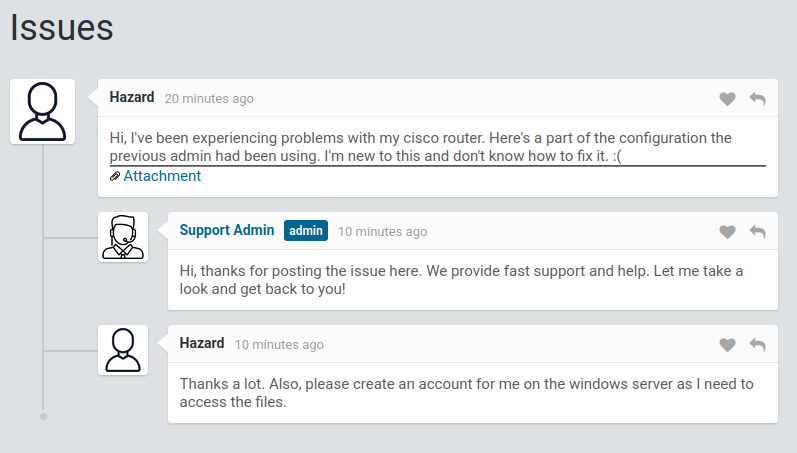 Issues
Hazard 20 minutes ago
Hi, I've been experiencing problems with my cisco router. Here's a part of the configuration the
previous admin had been using. I'm new to this and don't know how to fix it. :(
Attachment
Support Admin admin 10 minutes ago
Hi, thanks for posting the issue here. We provide fast support and help. Let me take a
look and get back to you!
Hazard 10 minutes ago
Thanks a lot. Also, please create an account for me on the windows server as I need to
access the files.